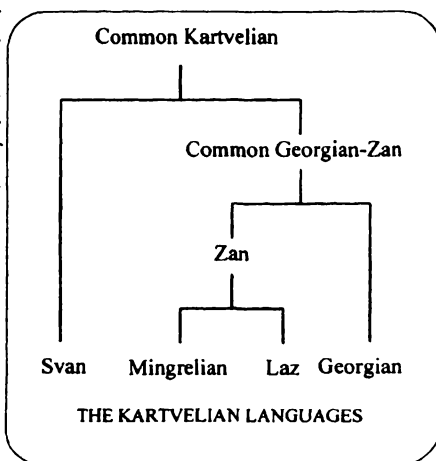 Common Kartvelian
Common Georgian-Zan
Zan
Svan Mingrelian Laz Georgian
THE KARTVELIAN LANGUAGES